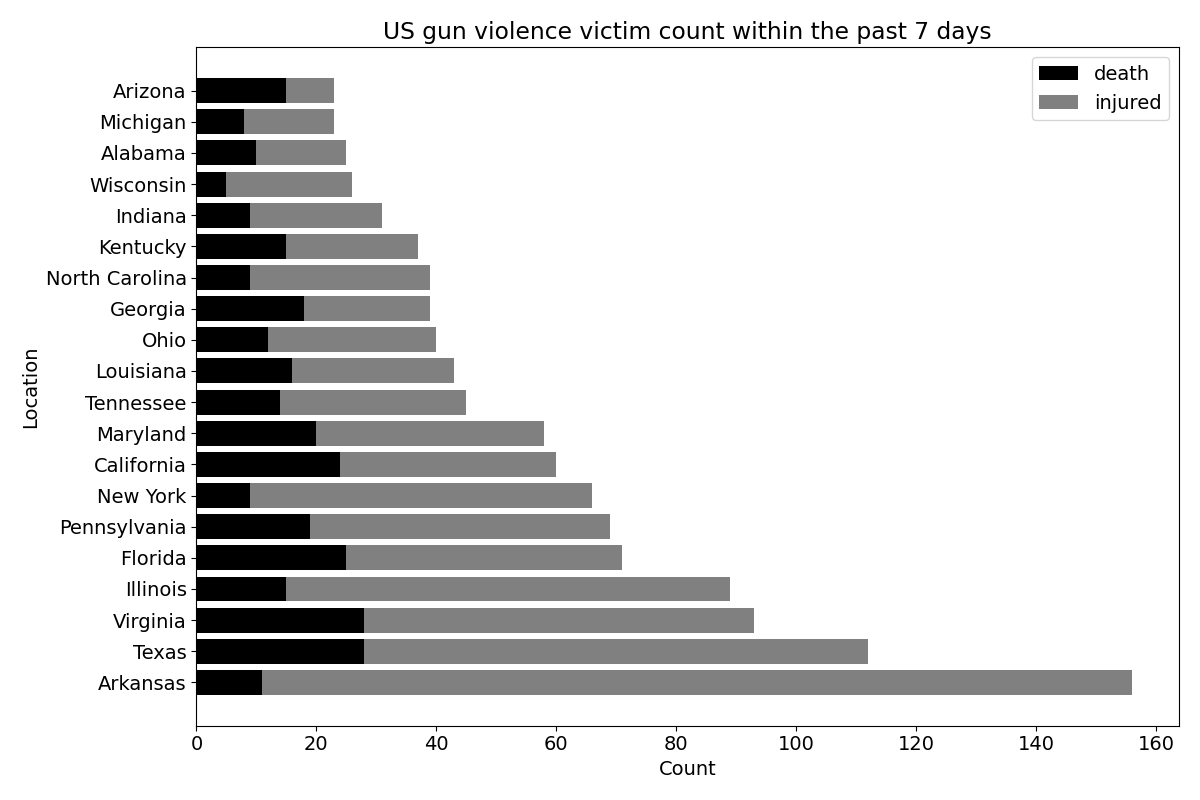 US gun violence victim count within the past 7 days
death
injured
Arizona
Michigan
Alabama
Wisconsin
Indiana
Kentucky
North Carolina
Georgia
Ohio
Louisiana
Tennessee
Maryland
California
New York
Pennsylvania
Florida
Illinois
Virginia
Texas
Arkansas
Location
0 20 40 60 80 100 120 140 160
Count